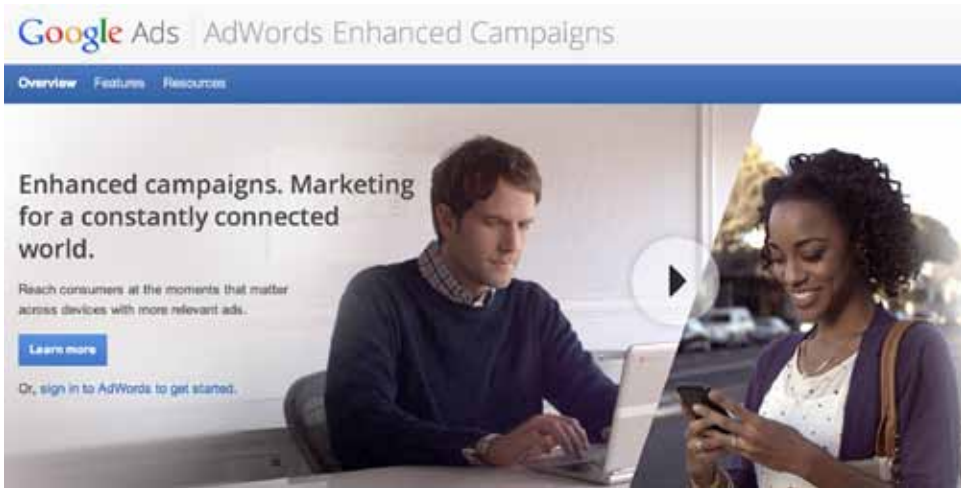 Google Ads AdWords Enhanced Campaigns
Overview Features Resources
Enhanced campaigns. Marketing
for a constantly connected
world.
Reach consumers at the moments that matter
across devices with more relevant ads.
Learn more
Or, sign in to AdWords to get started.